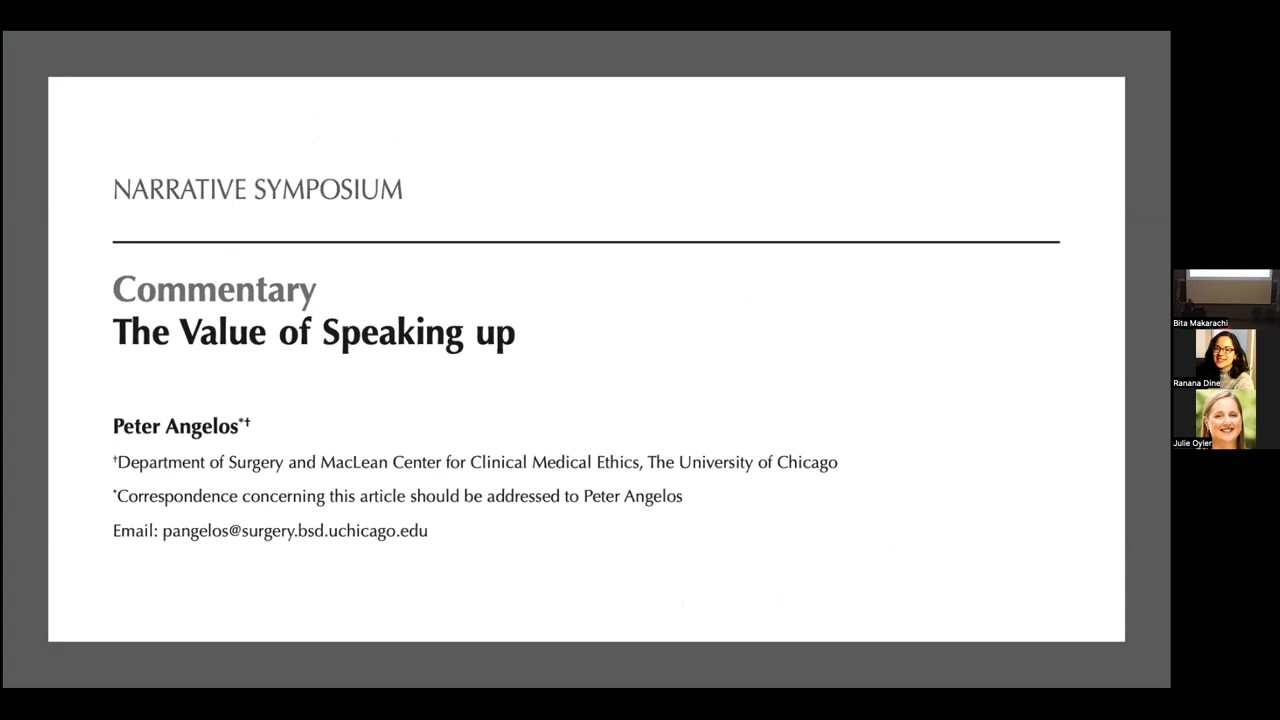 NARRATIVE SYMPOSIUM
Commentary
The Value of Speaking up
Peter Angelos*†
†Department of Surgery and MacLean Center for Clinical Medical Ethics, The University of Chicago
*Correspondence concerning this article should be addressed to Peter Angelos
Email: pangelos@surgery.bsd.uchicago.edu
Bita Makarachi
Ranana Dine
Julie Oyler